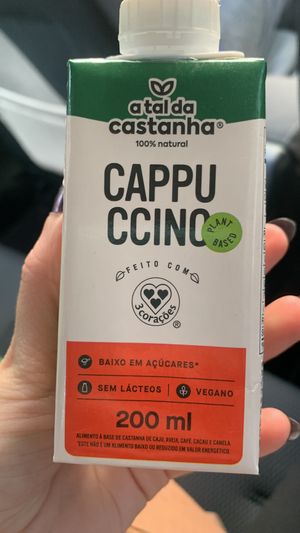 a tal da
castanha®
100% natural
CAPPU
CCINO
PLANT
BASED
FEITO COM
3 corações
®
BAIXO EM AÇÚCARES*
SEM LÁCTEOS
VEGANO
200 ml
ALIMENTO À BASE DE CASTANHA DE CAJU, AVEIA, CAFÉ, CACAU E CANELA
*ESTE NÃO É UM ALIMENTO BAIXO OU REDUZIDO EM VALOR ENERGÉTICO.